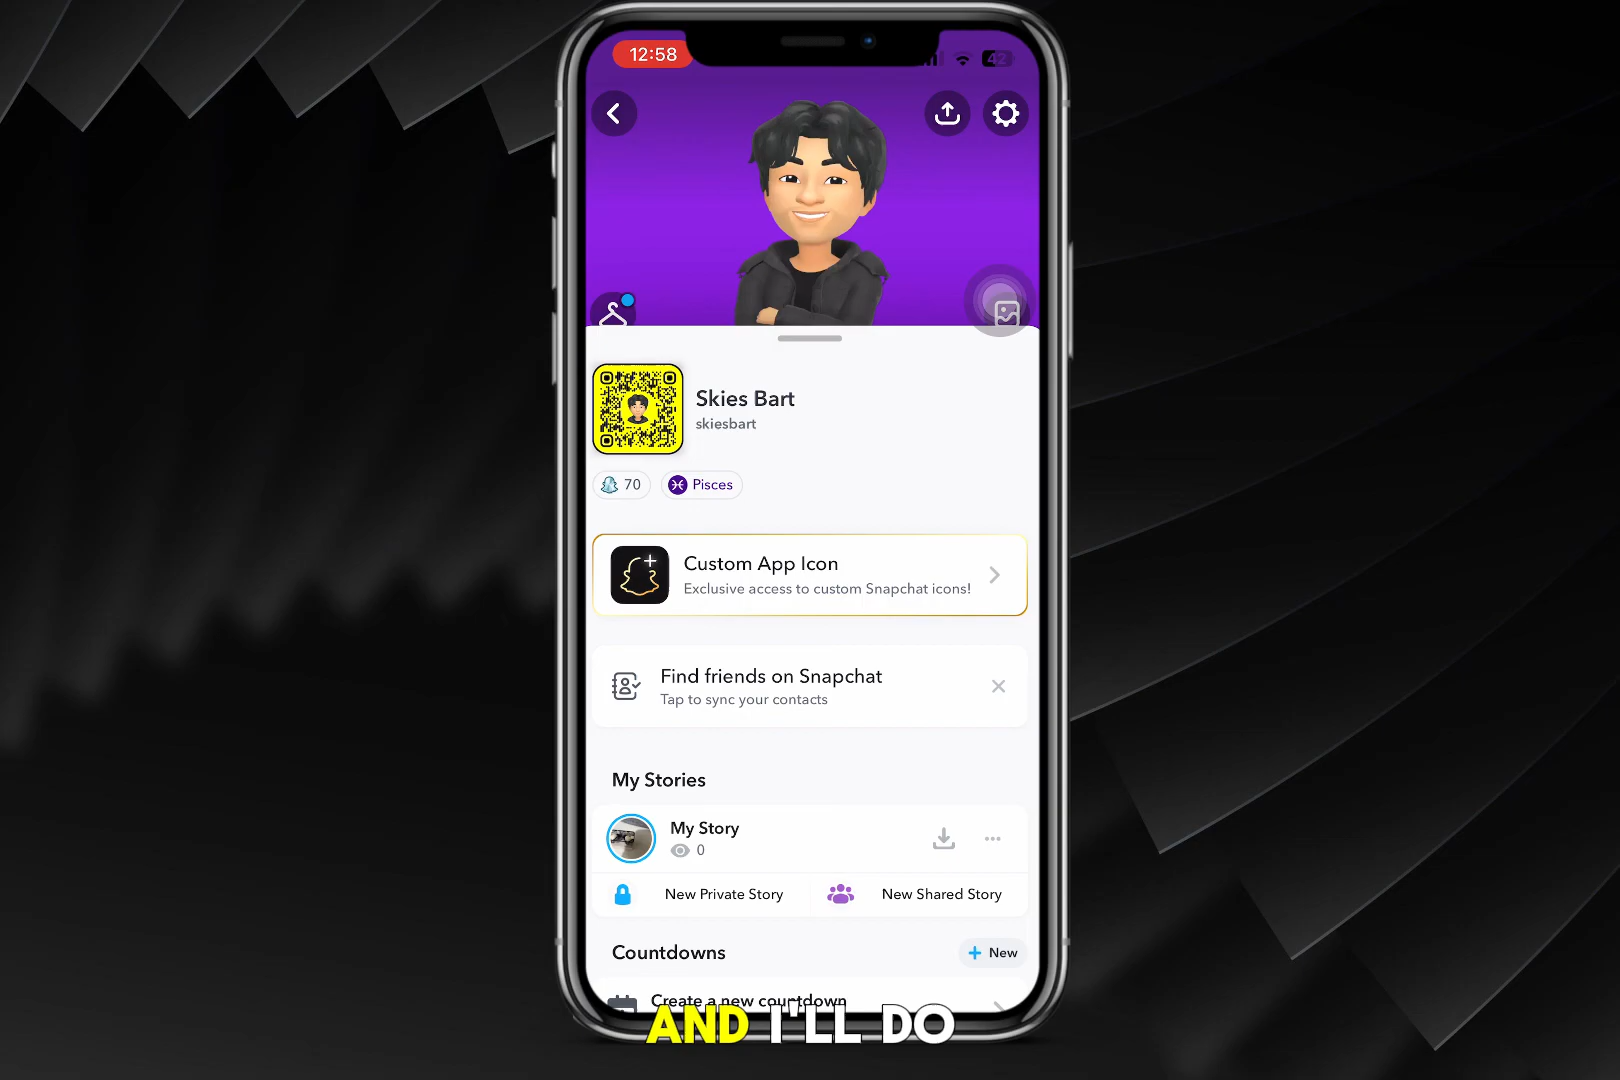 12:58
42
Skies Bart
skiesbart
70
Pisces
Custom App Icon
Exclusive access to custom Snapchat icons!
Find friends on Snapchat
Tap to sync your contacts
My Stories
My Story
0
New Private Story
New Shared Story
Countdowns
+ New
Create a new countdown
AND I'LL DO